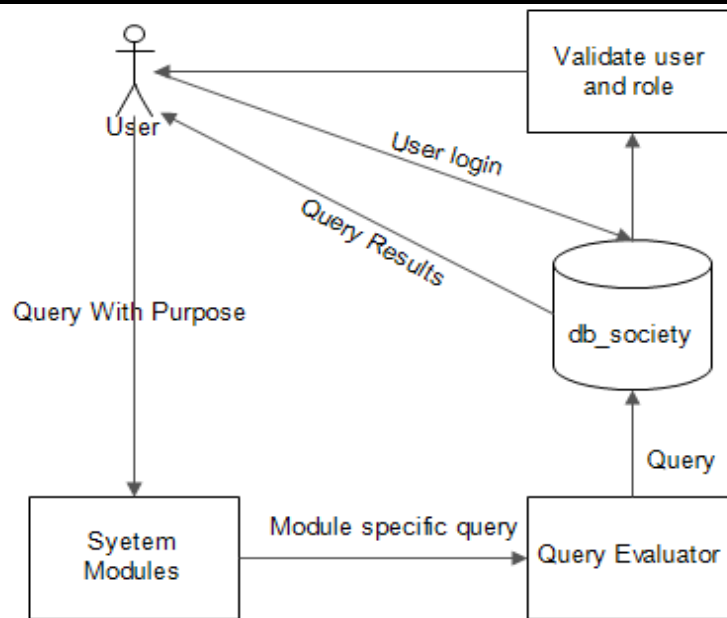 Validate user
and role
User
User login
Query Results
Query With Purpose
db_society
Query
Syetem
Modules
Module specific query
Query Evaluator